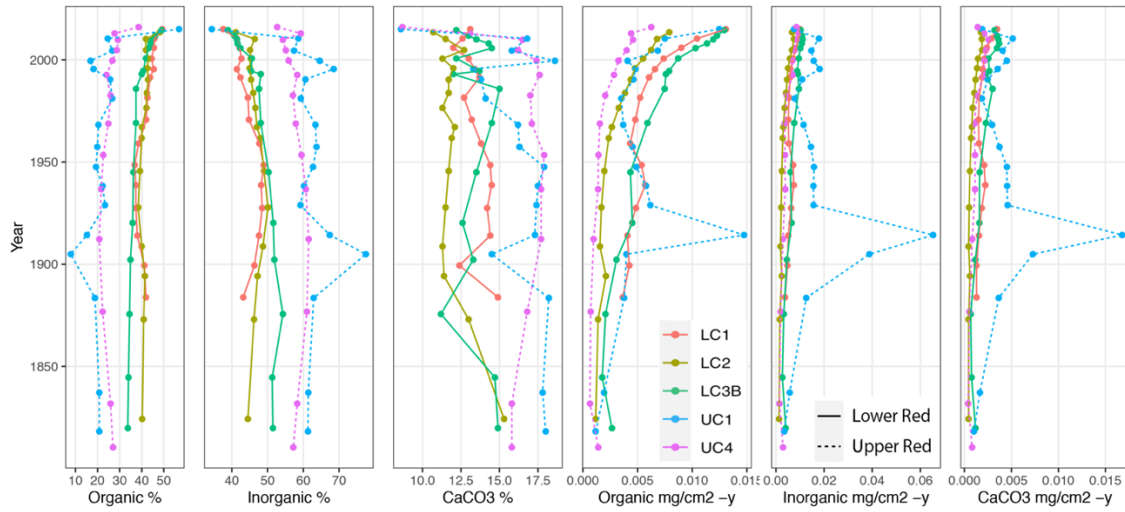 Year
2000
1950
1900
1850
10 20 30 40 50
Organic %
40 50 60 70
Inorganic %
10.0 12.5 15.0 17.5
CaCO3 %
0.000 0.005 0.010
Organic mg/cm2 –y
0.00 0.02 0.04 0.06
Inorganic mg/cm2 –y
0.000 0.005 0.010 0.015
CaCO3 mg/cm2 –y
LC1
LC2
LC3B
UC1
UC4
Lower Red
Upper Red